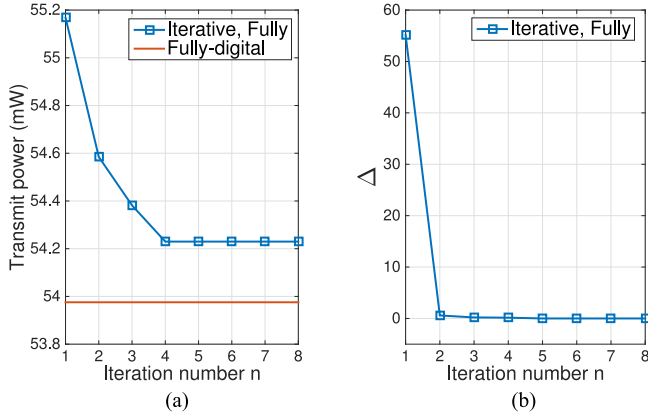 55.2
55
54.8
54.6
54.4
54.2
54
53.8
Transmit power (mW)
Iterative, Fully
Fully-digital
1 2 3 4 5 6 7 8
Iteration number n
(a)
60
50
40
30
20
10
0
Δ
Iterative, Fully
1 2 3 4 5 6 7 8
Iteration number n
(b)